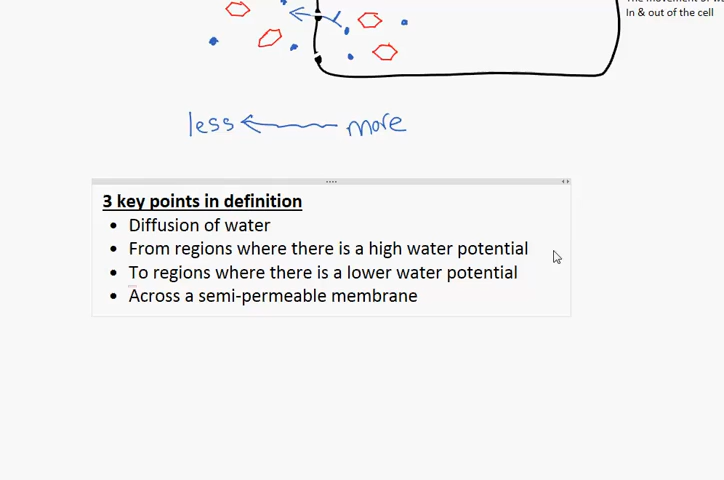 In & out of the cell
less more
3 key points in definition
Diffusion of water
From regions where there is a high water potential
To regions where there is a lower water potential
Across a semi-permeable membrane